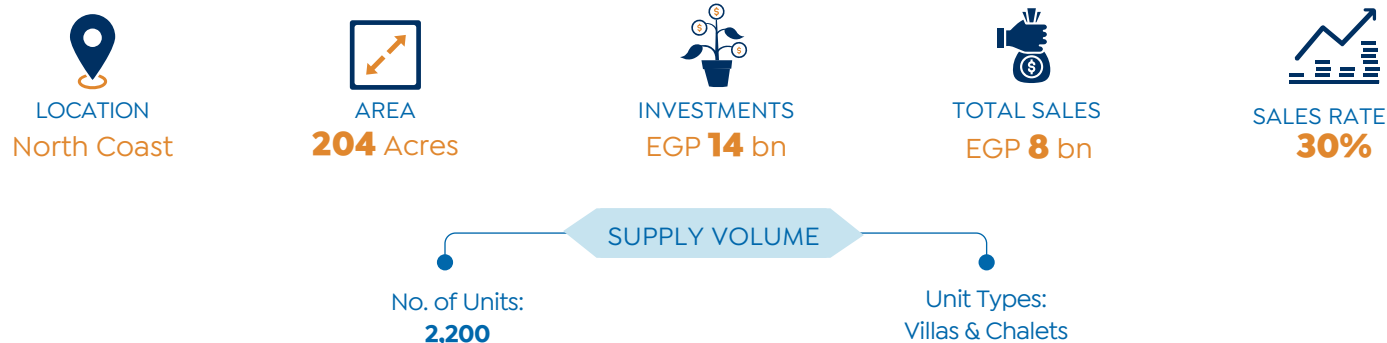 LOCATION
North Coast
AREA
204 Acres
INVESTMENTS
EGP 14 bn
TOTAL SALES
EGP 8 bn
SALES RATE
30%
SUPPLY VOLUME
No. of Units:
2,200
Unit Types:
Villas & Chalets